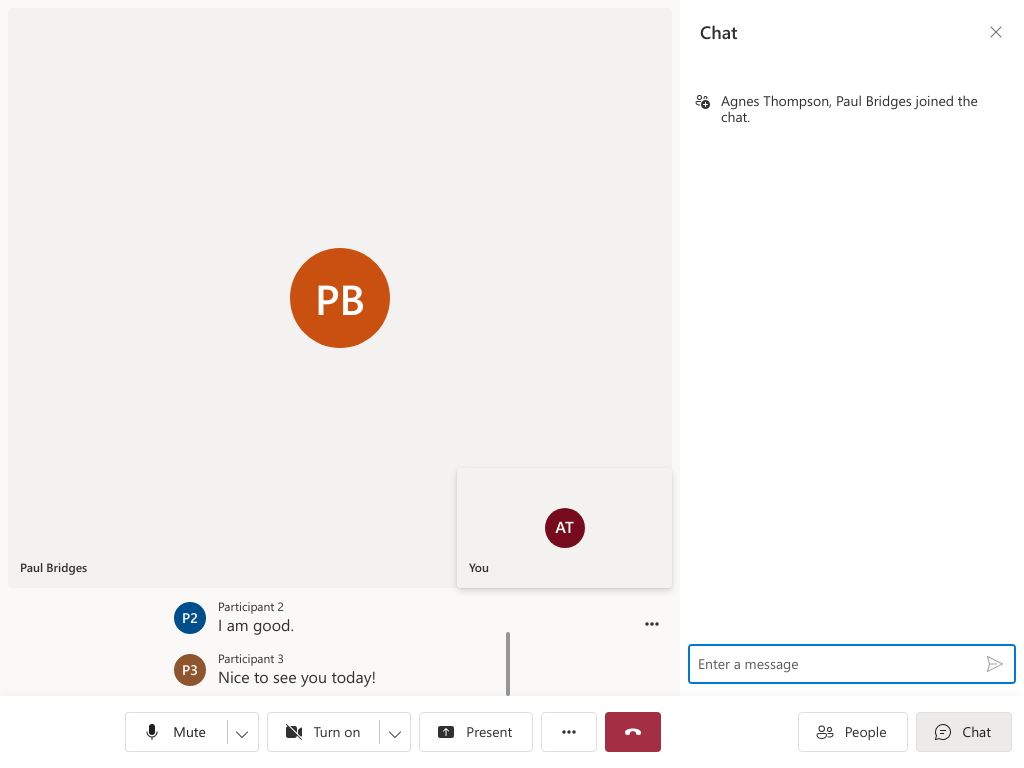 Chat
Agnes Thompson, Paul Bridges joined the
chat.
PB
AT
Paul Bridges
You
P2
Participant 2
I am good.
P3
Participant 3
Nice to see you today!
Enter a message
Mute
Turn on
Present
People
Chat